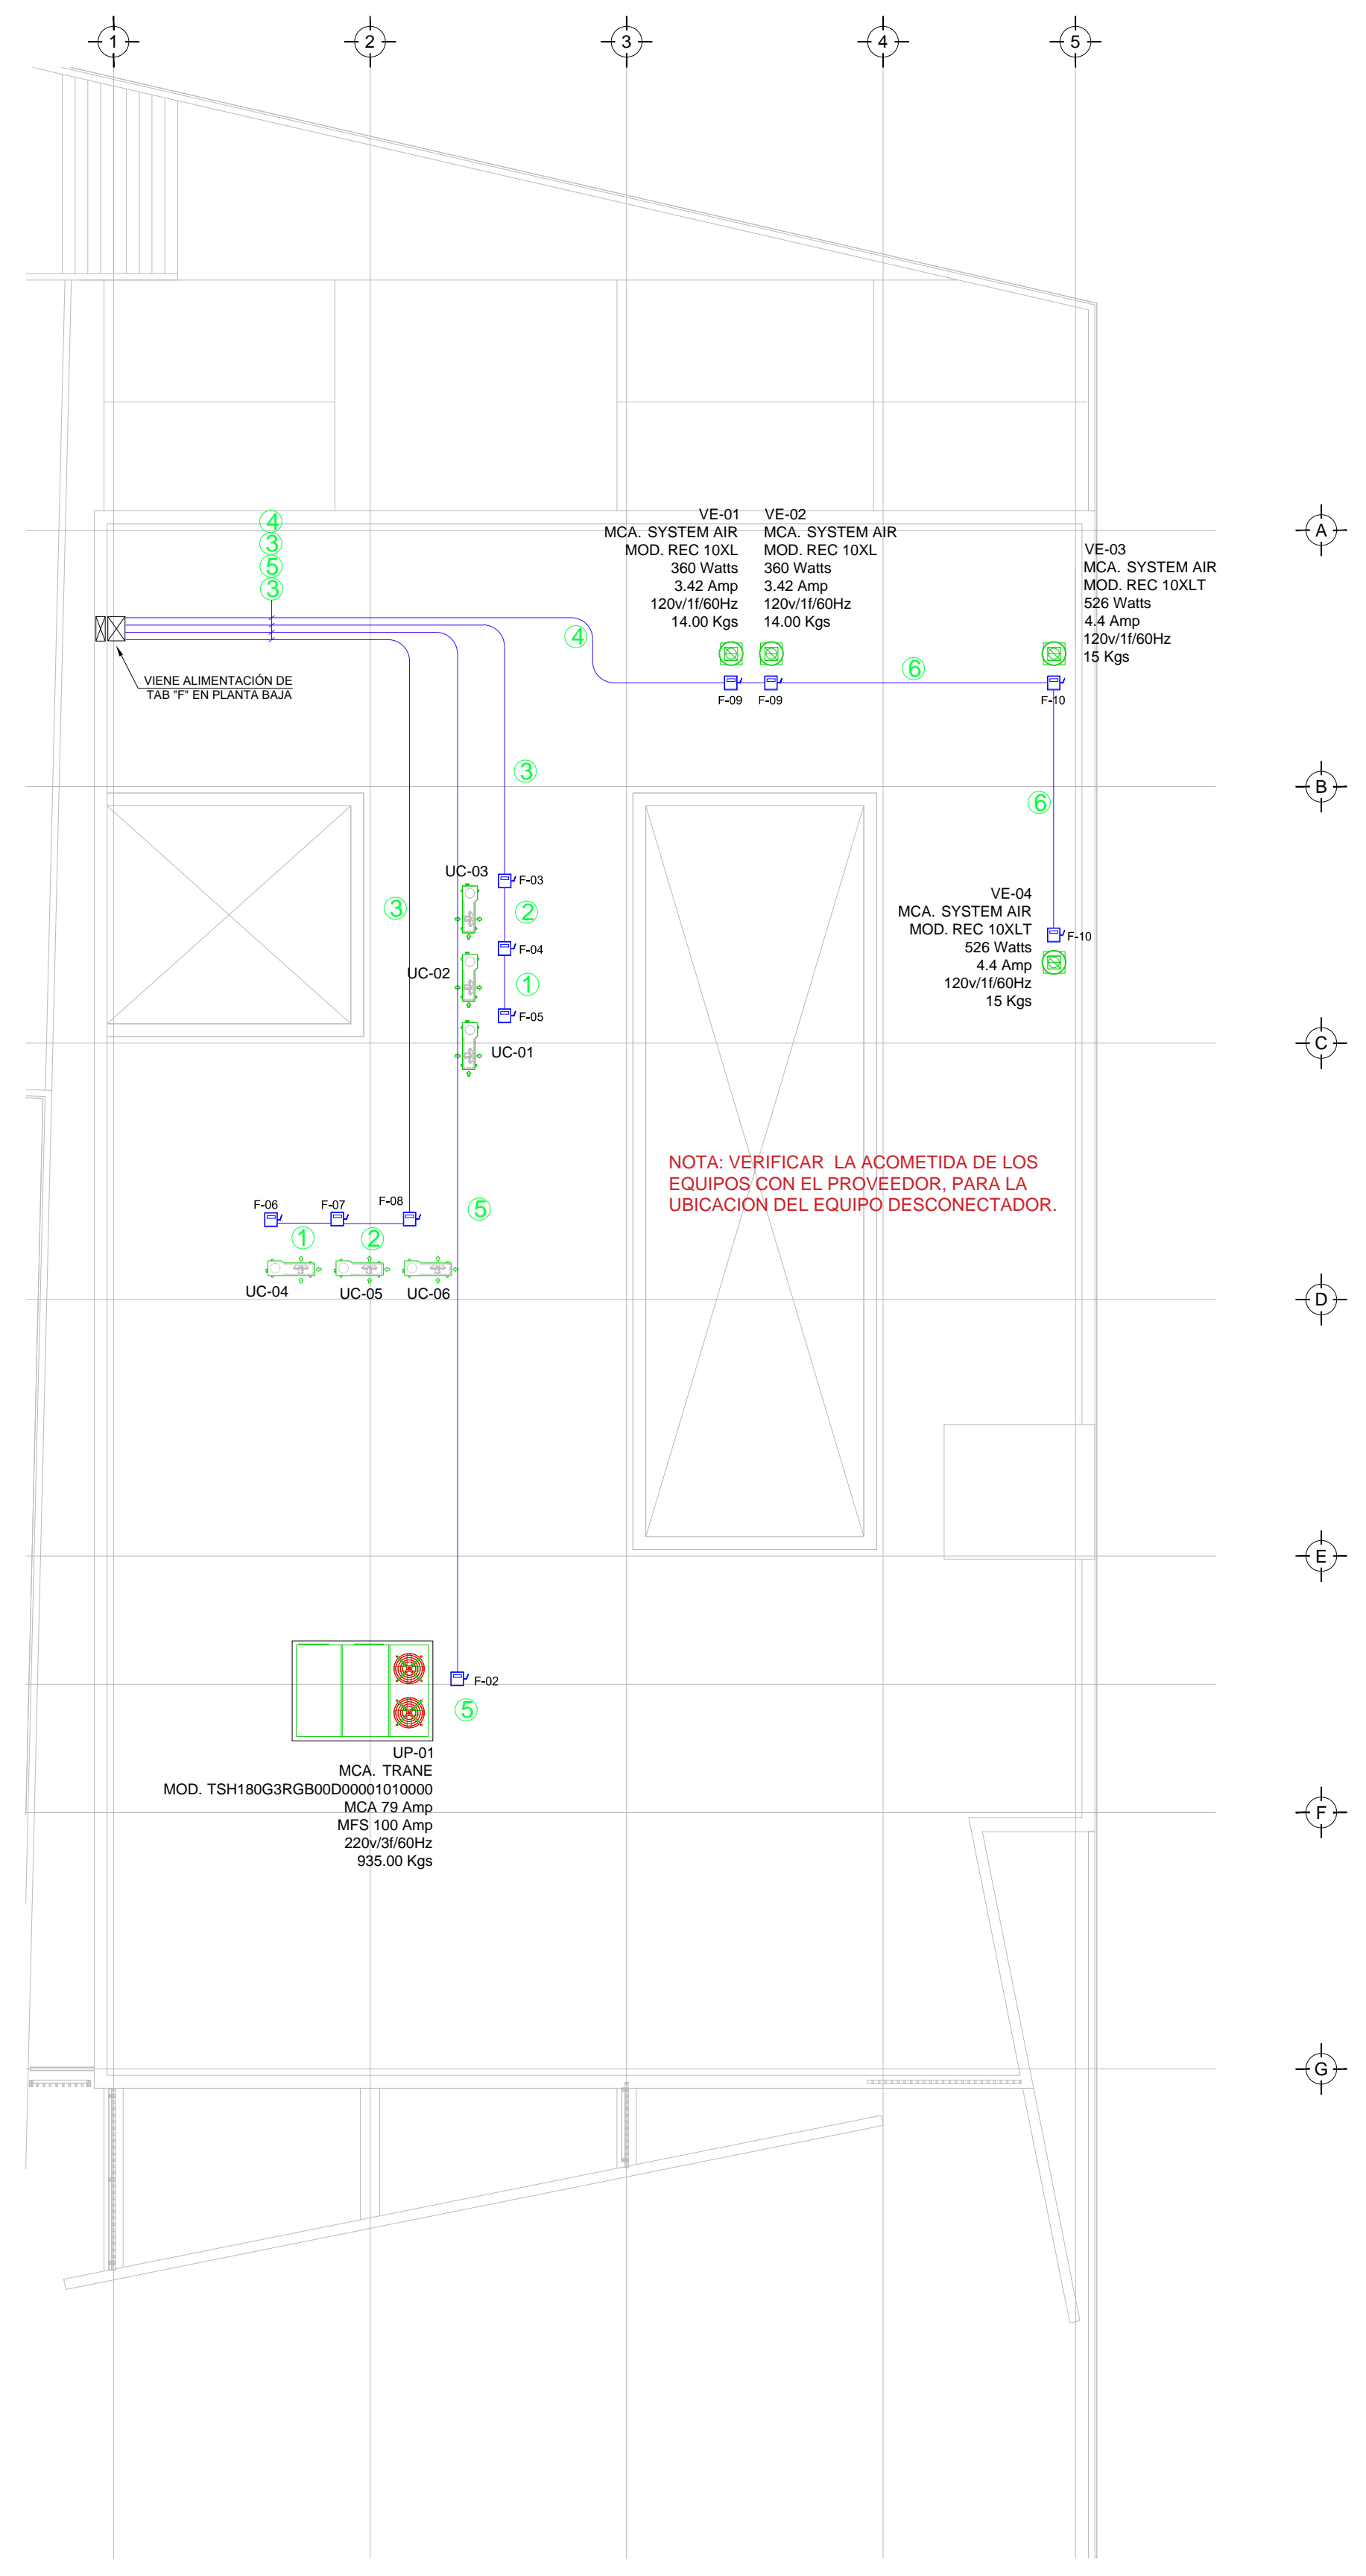 1
2
3
4
5
4
3
5
3
VIENE ALIMENTACIÓN DE
TAB "F" EN PLANTA BAJA
VE-01
MCA. SYSTEM AIR
MOD. REC 10XL
360 Watts
3.42 Amp
120v/1f/60Hz
14.00 Kgs
VE-02
MCA. SYSTEM AIR
MOD. REC 10XL
360 Watts
3.42 Amp
120v/1f/60Hz
14.00 Kgs
A
VE-03
MCA. SYSTEM AIR
MOD. REC 10XLT
526 Watts
4.4 Amp
120v/1f/60Hz
15 Kgs
4
6
F-09
F-09
F-10
3
B
6
UC-03
F-03
3
2
VE-04
MCA. SYSTEM AIR
MOD. REC 10XLT
526 Watts
4.4 Amp
120v/1f/60Hz
15 Kgs
F-10
F-04
UC-02
1
F-05
UC-01
C
NOTA: VERIFICAR LA ACOMETIDA DE LOS
EQUIPOS CON EL PROVEEDOR, PARA LA
UBICACION DEL EQUIPO DESCONECTADOR.
F-06
F-07
F-08
5
1
2
UC-04
UC-05
UC-06
D
E
F-02
5
UP-01
MCA. TRANE
MOD. TSH180G3RGB00D00001010000
MCA 79 Amp
MFS 100 Amp
220v/3f/60Hz
935.00 Kgs
F
G